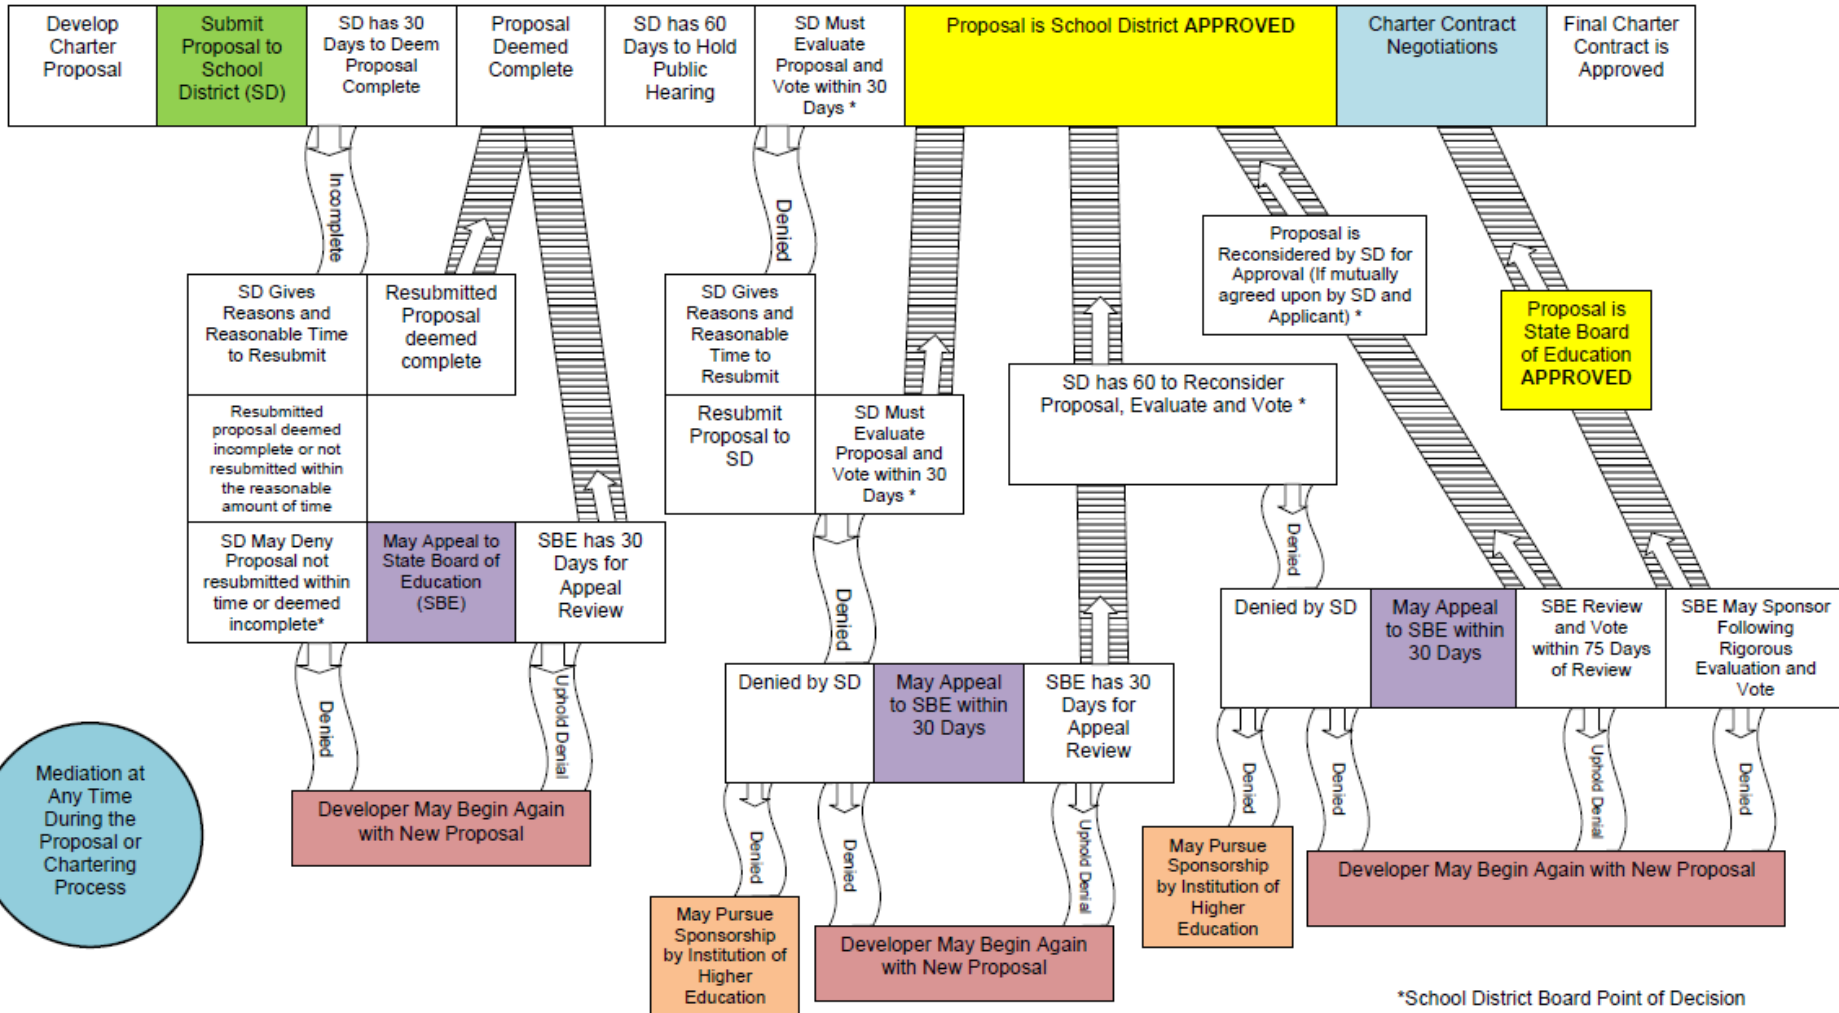 Develop
Charter
Proposal
Submit
Proposal to
School
District (SD)
SD has 30
Days to Deem
Proposal
Complete
Proposal
Deemed
Complete
SD has 60
Days to Hold
Public
Hearing
SD Must
Evaluate
Proposal and
Vote within 30
Days *
Proposal is School District APPROVED
Charter Contract
Negotiations
Final Charter
Contract is
Approved
Incomplete
Denied
SD Gives
Reasons and
Reasonable Time
to Resubmit
Resubmitted
Proposal
deemed
complete
Resubmitted
proposal deemed
incomplete or not
resubmitted within
the reasonable
amount of time
SD May Deny
Proposal not
resubmitted within
time or deemed
incomplete*
May Appeal to
State Board of
Education
(SBE)
SBE has 30
Days for
Appeal
Review
Denied
Uphold Denial
Developer May Begin Again
with New Proposal
Mediation at
Any Time
During the
Proposal or
Chartering
Process
SD Gives
Reasons and
Reasonable
Time to
Resubmit
Resubmit
Proposal to
SD
SD Must
Evaluate
Proposal and
Vote within 30
Days *
Denied
Denied by SD
May Appeal
to SBE within
30 Days
SBE has 30
Days for
Appeal
Review
Denied
Denied
Uphold Denial
May Pursue
Sponsorship
by Institution of
Higher
Education
Developer May Begin Again
with New Proposal
SD has 60 to Reconsider
Proposal, Evaluate and Vote *
Denied
Proposal is
Reconsidered by SD for
Approval (If mutually
agreed upon by SD and
Applicant) *
Proposal is
State Board
of Education
APPROVED
Denied by SD
May Appeal
to SBE within
30 Days
SBE Review
and Vote
within 75 Days
of Review
SBE May Sponsor
Following
Rigorous
Evaluation and
Vote
Denied
Denied
Uphold Denial
Denied
May Pursue
Sponsorship
by Institution of
Higher
Education
Developer May Begin Again with New Proposal
*School District Board Point of Decision